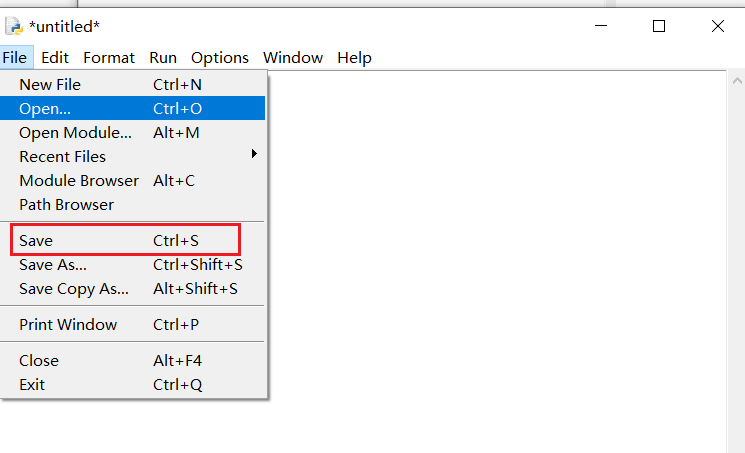 *untitled*
File Edit Format Run Options Window Help
New File Ctrl+N
Open... Ctrl+O
Open Module... Alt+M
Recent Files
Module Browser Alt+C
Path Browser
Save Ctrl+S
Save As... Ctrl+Shift+S
Save Copy As... Alt+Shift+S
Print Window Ctrl+P
Close Alt+F4
Exit Ctrl+Q